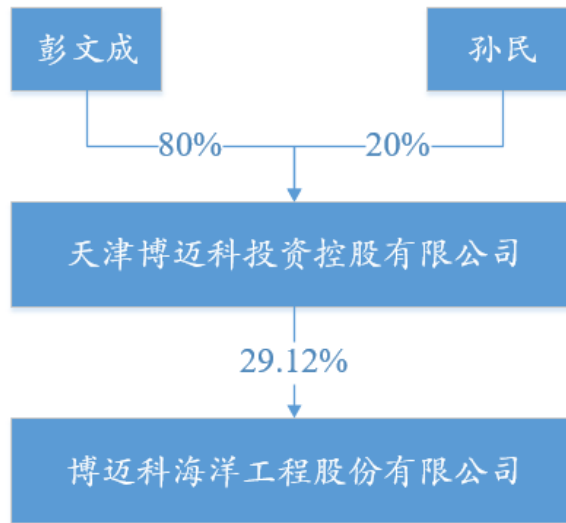 彭文成
孙民
80%
20%
天津博迈科投资控股有限公司
29.12%
博迈科海洋工程股份有限公司